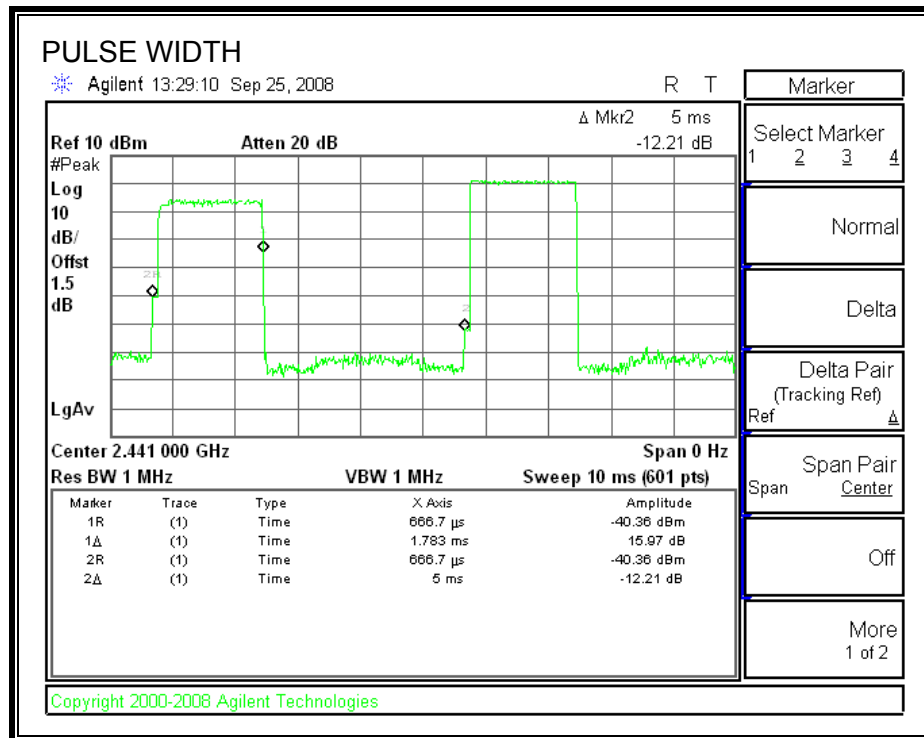 PULSE WIDTH
Agilent 13:29:10 Sep 25, 2008 R T
Δ Mkr2 5 ms
Ref 10 dBm Atten 20 dB -12.21 dB
#Peak
Log
10
dB/
Offst
1.5
dB
2R
2
LgAv
Center 2.441 000 GHz Span 0 Hz
Res BW 1 MHz VBW 1 MHz Sweep 10 ms (601 pts)
Marker Trace Type X Axis Amplitude
1R (1) Time 666.7 µs -40.36 dBm
1Δ (1) Time 1.783 ms 15.97 dB
2R (1) Time 666.7 µs -40.36 dBm
2Δ (1) Time 5 ms -12.21 dB
Marker
Select Marker
1 2 3 4
Normal
Delta
Delta Pair
(Tracking Ref)
Ref Δ
Span Pair
Span Center
Off
More
1 of 2
Copyright 2000-2008 Agilent Technologies